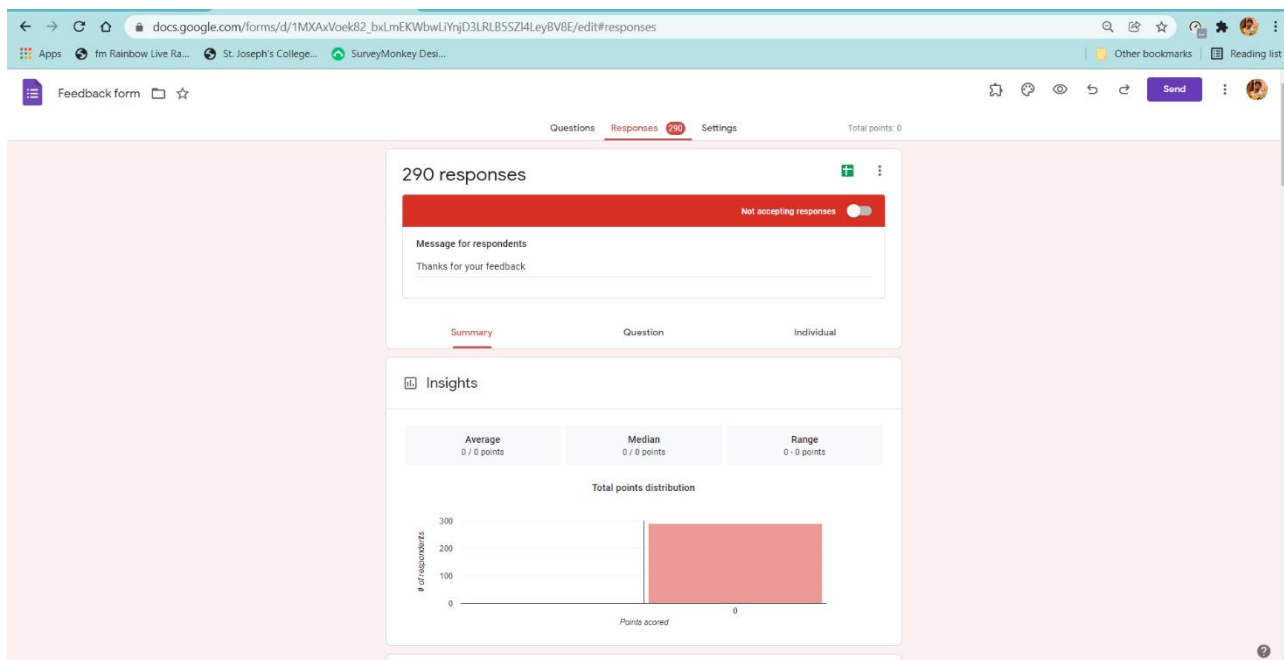 docs.google.com/forms/d/1MXAxVoek82_bxLmEKWbwLiYnjD3LRLB5SZl4LeyBV8E/edit#responses
Apps fm Rainbow Live Ra... St. Joseph's College... SurveyMonkey Desi... Other bookmarks Reading list
Feedback form Send
Questions Responses 290 Settings Total points: 0
290 responses
Not accepting responses
Message for respondents
Thanks for your feedback
Summary Question Individual
Insights
Average Median Range
0 / 0 points 0 / 0 points 0 - 0 points
Total points distribution
300
200
100
0
# of respondents
0
Points scored